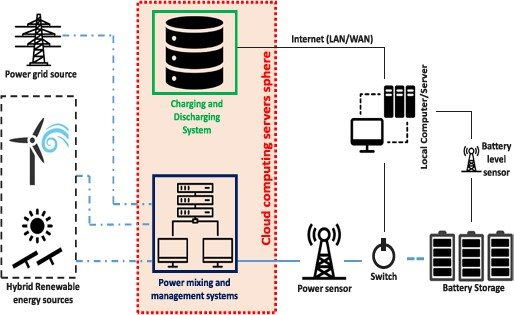 Internet (LAN/WAN)
Power grid source
Charging and
Discharging
System
Cloud computing servers sphere
Local Computer/Server
Battery
level
sensor
Hybrid Renewable
energy sources
Power mixing and
management systems
Power sensor
Switch
Battery Storage